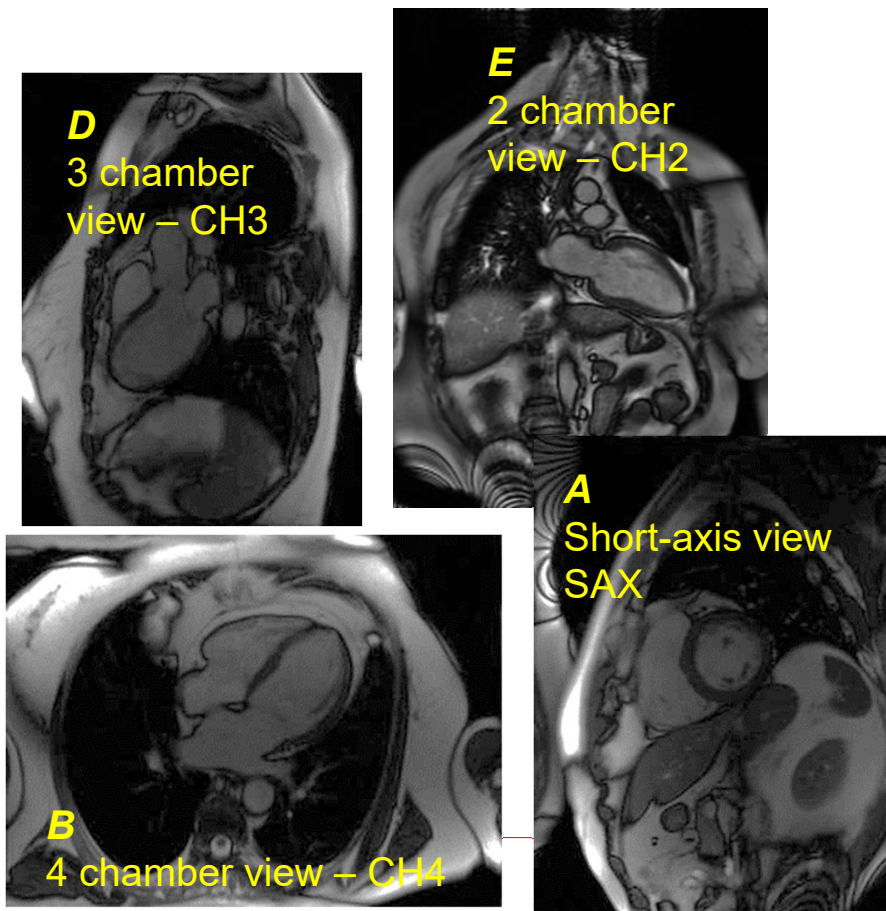 D
3 chamber
view – CH3
E
2 chamber
view – CH2
A
Short-axis view
SAX
B
4 chamber view – CH4